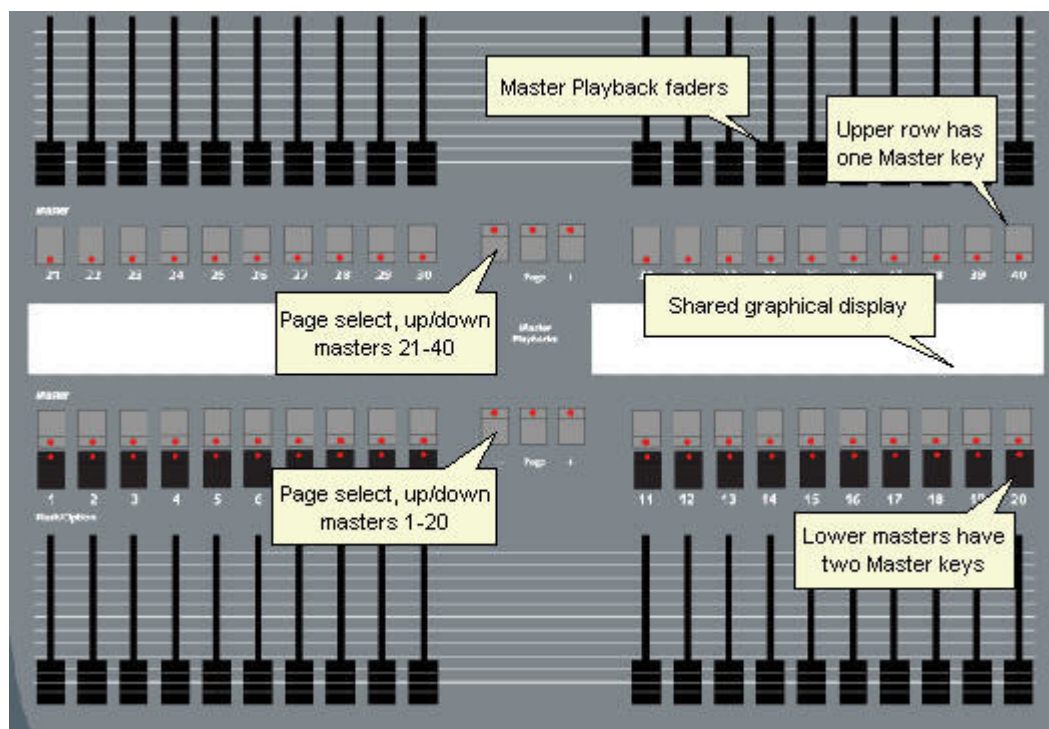 Master Playback faders
Upper row has
one Master key
Master
21 22 23 24 25 26 27 28 29 30
Page +
39 40
Shared graphical display
Page select, up/down
masters 21-40
Master
Playbacks
Master
Page +
1 2 3 4 5 6
11 12 13 14 15 16 17 18 19 20
Page select, up/down
masters 1-20
Flash/Option
Lower masters have
two Master keys